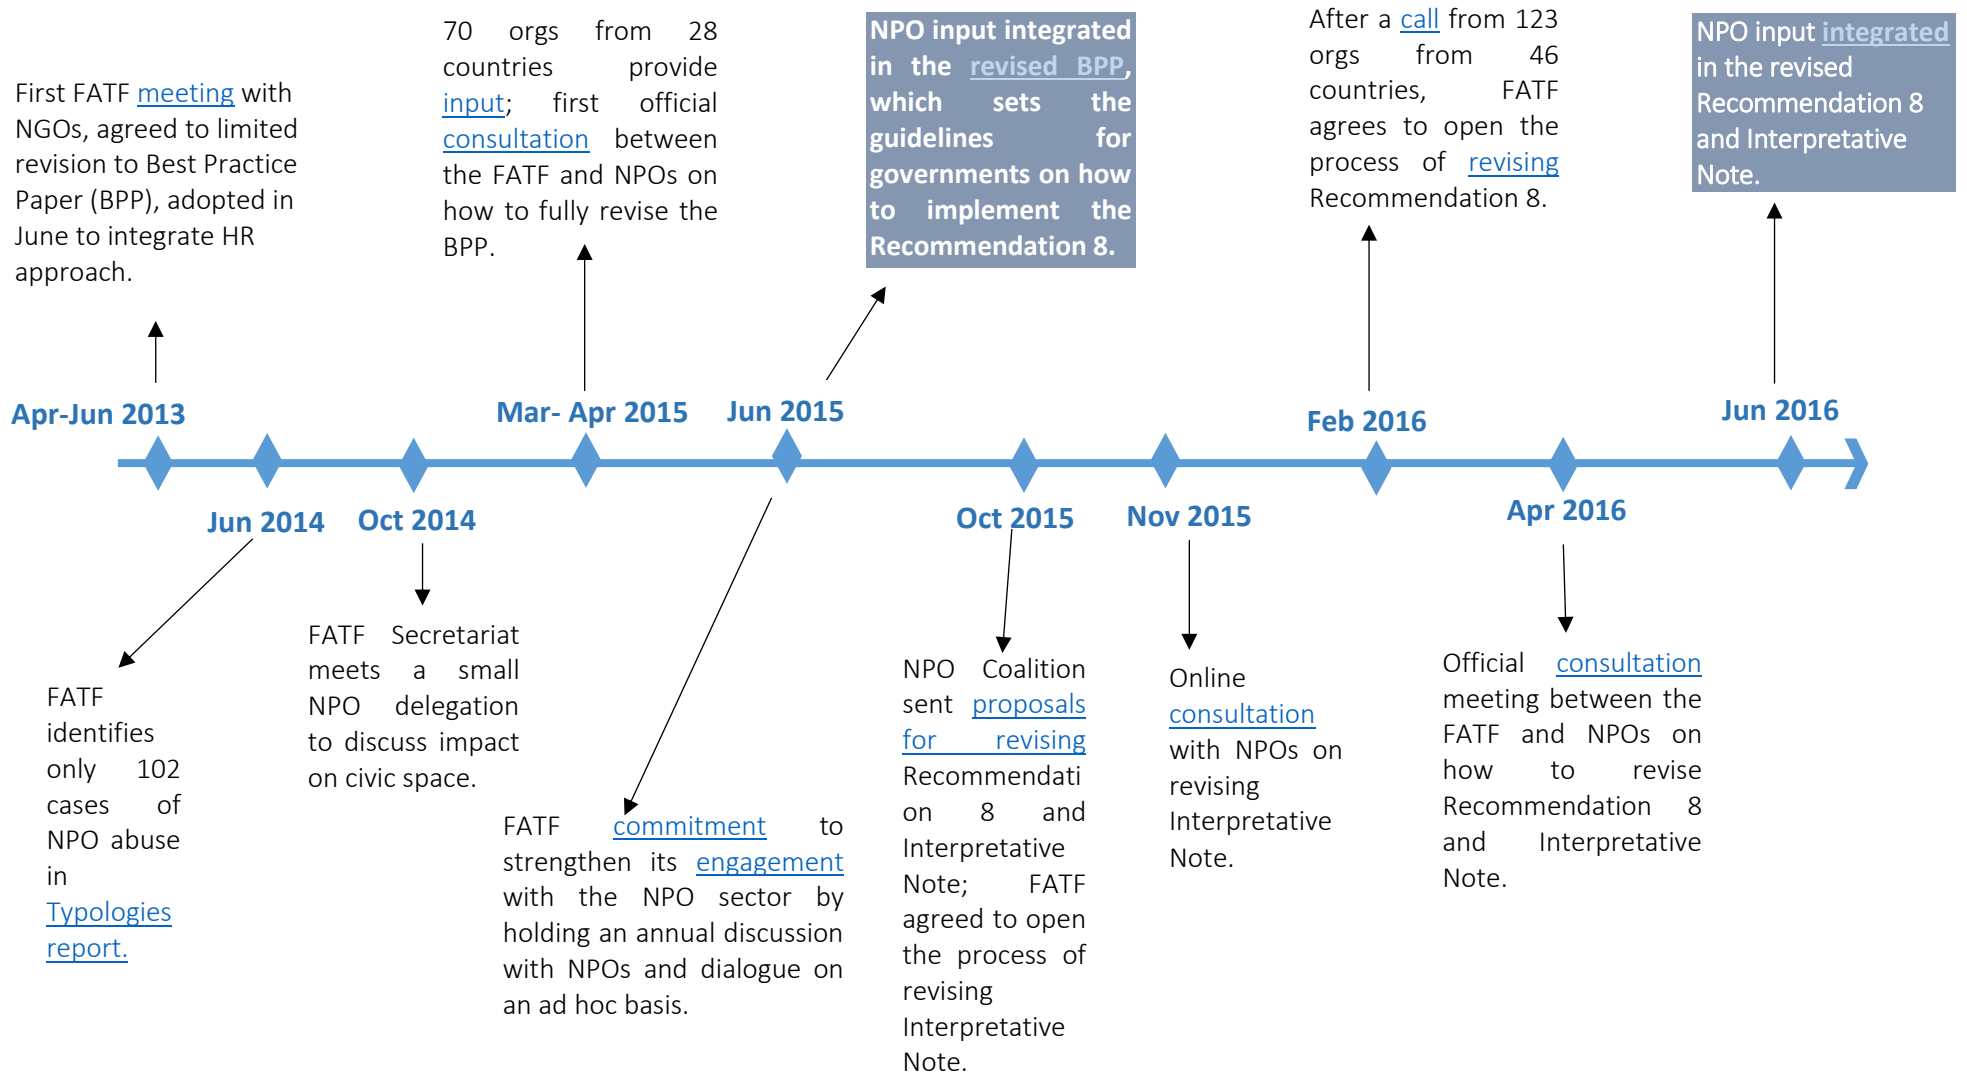 First FATF meeting with
NGOs, agreed to limited
revision to Best Practice
Paper (BPP), adopted in
June to integrate HR
approach.
70 orgs from 28
countries provide
input; first official
consultation between
the FATF and NPOs on
how to fully revise the
BPP.
NPO input integrated
in the revised BPP,
which sets the
guidelines for
governments on how
to implement the
Recommendation 8.
After a call from 123
orgs from 46
countries, FATF
agrees to open the
process of revising
Recommendation 8.
NPO input integrated
in the revised
Recommendation 8
and Interpretative
Note.
Apr-Jun 2013
Mar- Apr 2015
Jun 2015
Feb 2016
Jun 2016
Jun 2014
Oct 2014
Oct 2015
Nov 2015
Apr 2016
FATF
identifies
only 102
cases of
NPO abuse
in
Typologies
report.
FATF Secretariat
meets a small
NPO delegation
to discuss impact
on civic space.
FATF commitment to
strengthen its engagement
with the NPO sector by
holding an annual discussion
with NPOs and dialogue on
an ad hoc basis.
NPO Coalition
sent proposals
for revising
Recommendati
on 8 and
Interpretative
Note; FATF
agreed to open
the process of
revising
Interpretative
Note.
Online
consultation
with NPOs on
revising
Interpretative
Note.
Official consultation
meeting between the
FATF and NPOs on
how to revise
Recommendation 8
and Interpretative
Note.